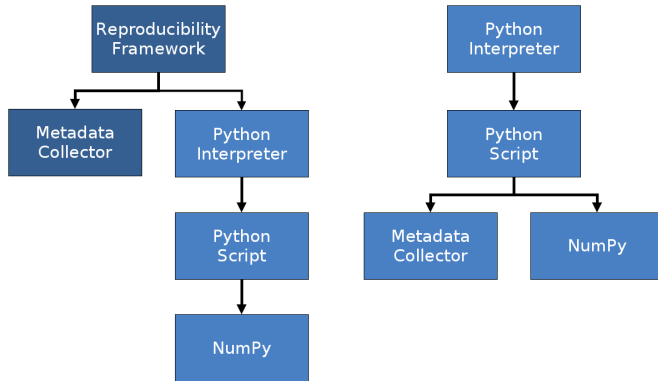 Reproducibility
Framework
Metadata
Collector
Python
Interpreter
Python
Script
NumPy
Python
Interpreter
Python
Script
Metadata
Collector
NumPy